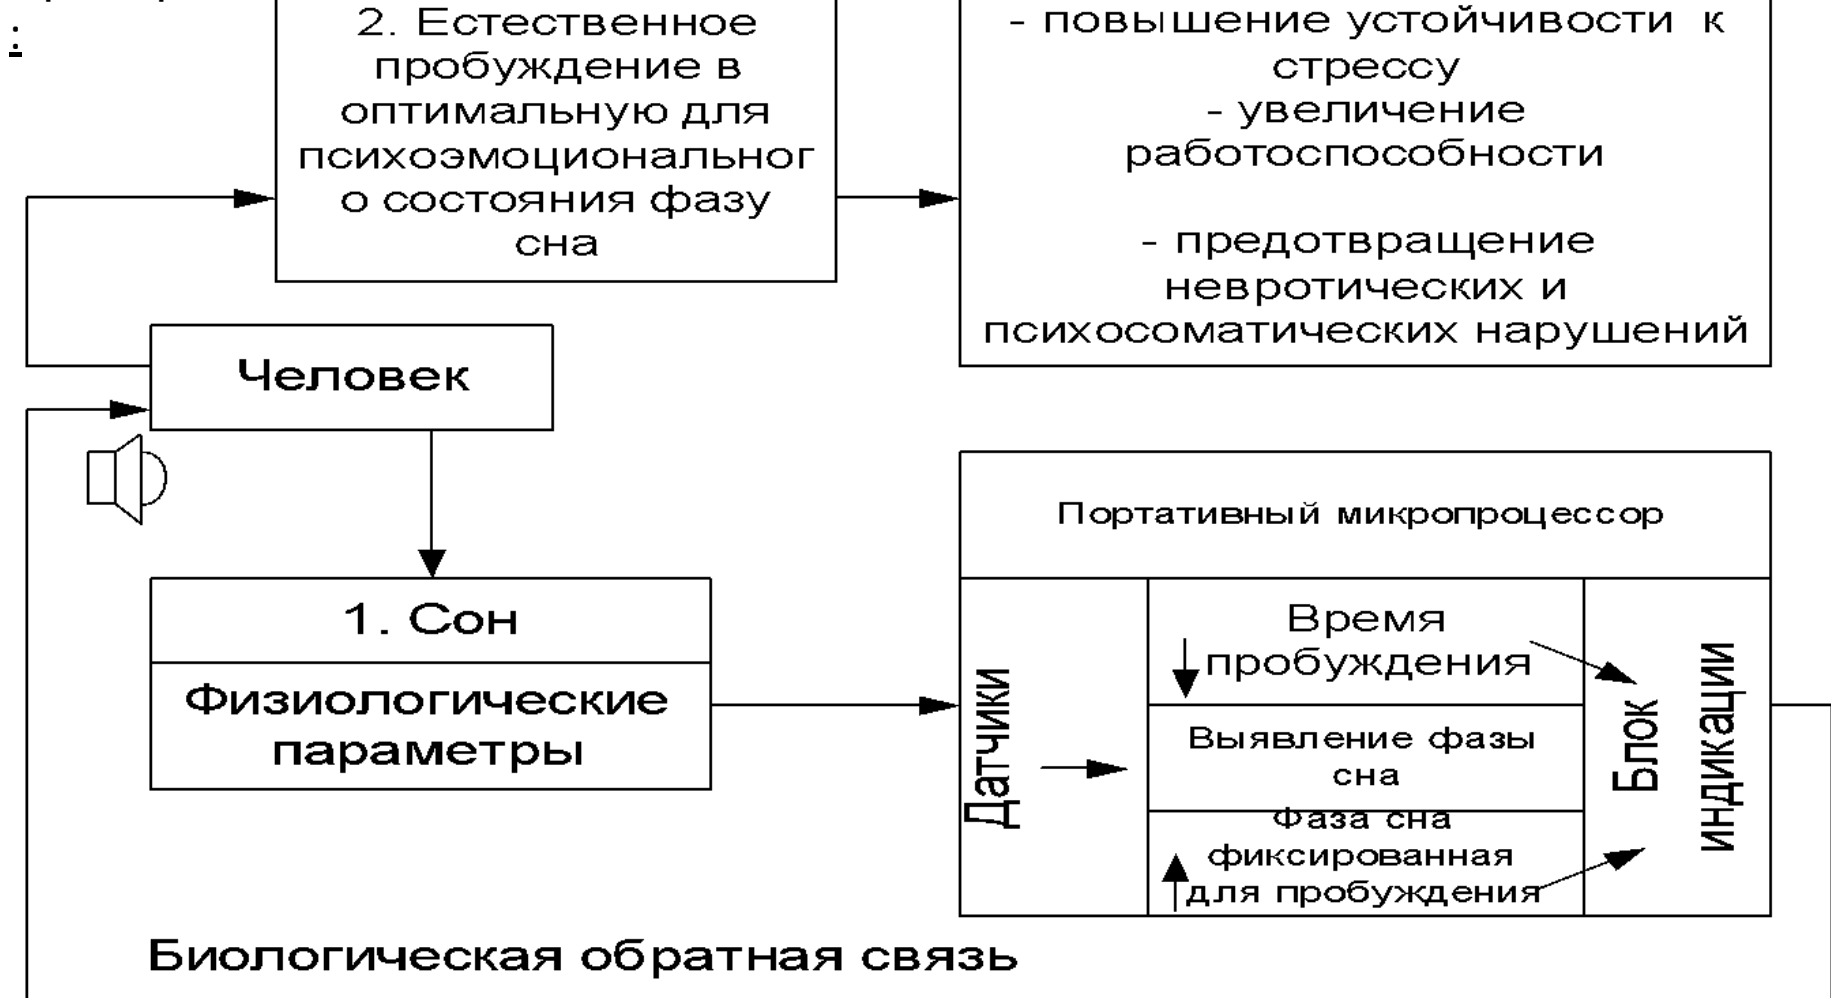 :
2. Естественное
пробуждение в
оптимальную для
психоэмоциональног
о состояния фазу
сна
- повышение устойчивости к
стрессу
- увеличение
работоспособности
- предотвращение
невротических и
психосоматических нарушений
Человек
1. Сон
Физиологические
параметры
Портативный микропроцессор
Датчики
Время
пробуждения
Выявление фазы
сна
Фаза сна
фиксированная
для пробуждения
Блок
индикации
Биологическая обратная связь